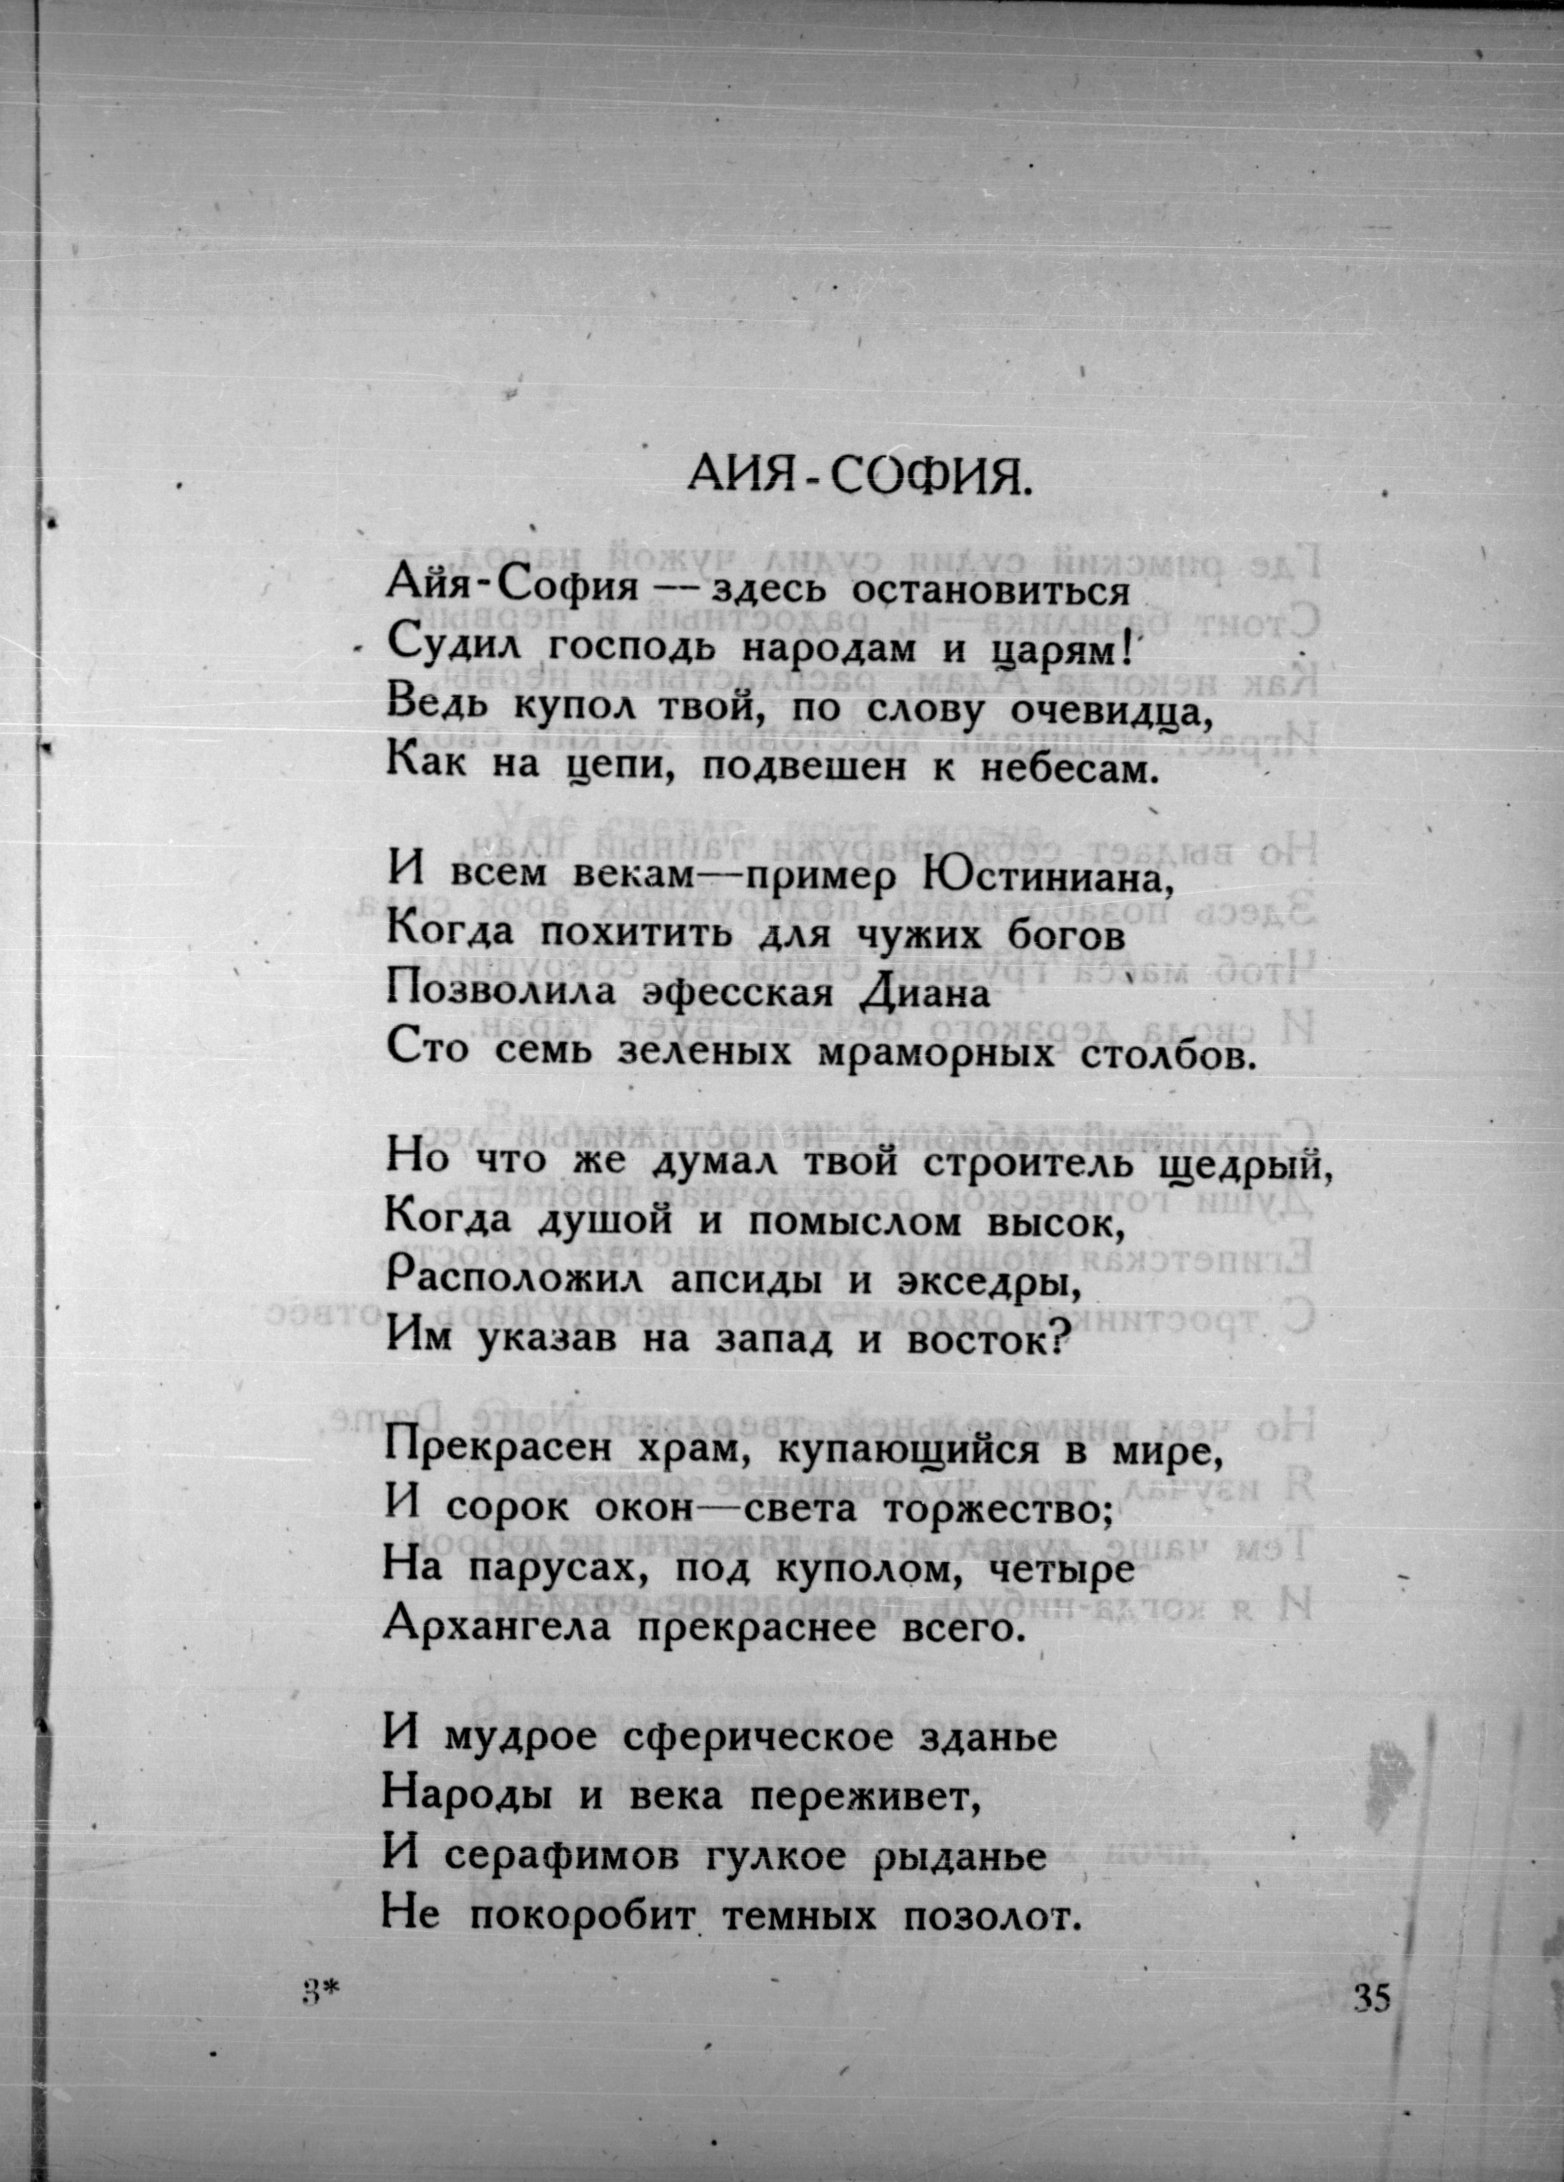 АИЯ-СОФИЯ.
Айя-София — здесь остановиться
Судил господь народам и царям!
Ведь купол твой, по слову очевидца,
Как на цепи, подвешен к небесам.
И всем векам—пример Юстиниана,
Когда похитить для чужих богов
Позволила эфесская Диана
Сто семь зеленых мраморных столбов.
Но что же думал твой строитель щедрый,
Когда душой и помыслом высок,
Расположил апсиды и экседры,
Им указав на запад и восток?
Прекрасен храм, купающийся в мире,
И сорок окон—света торжество;
На парусах, под куполом, четыре
Архангела прекраснее всего.
И мудрое сферическое зданье
Народы и века переживет,
И серафимов гулкое рыданье
Не покоробит темных позолот.
3*
35